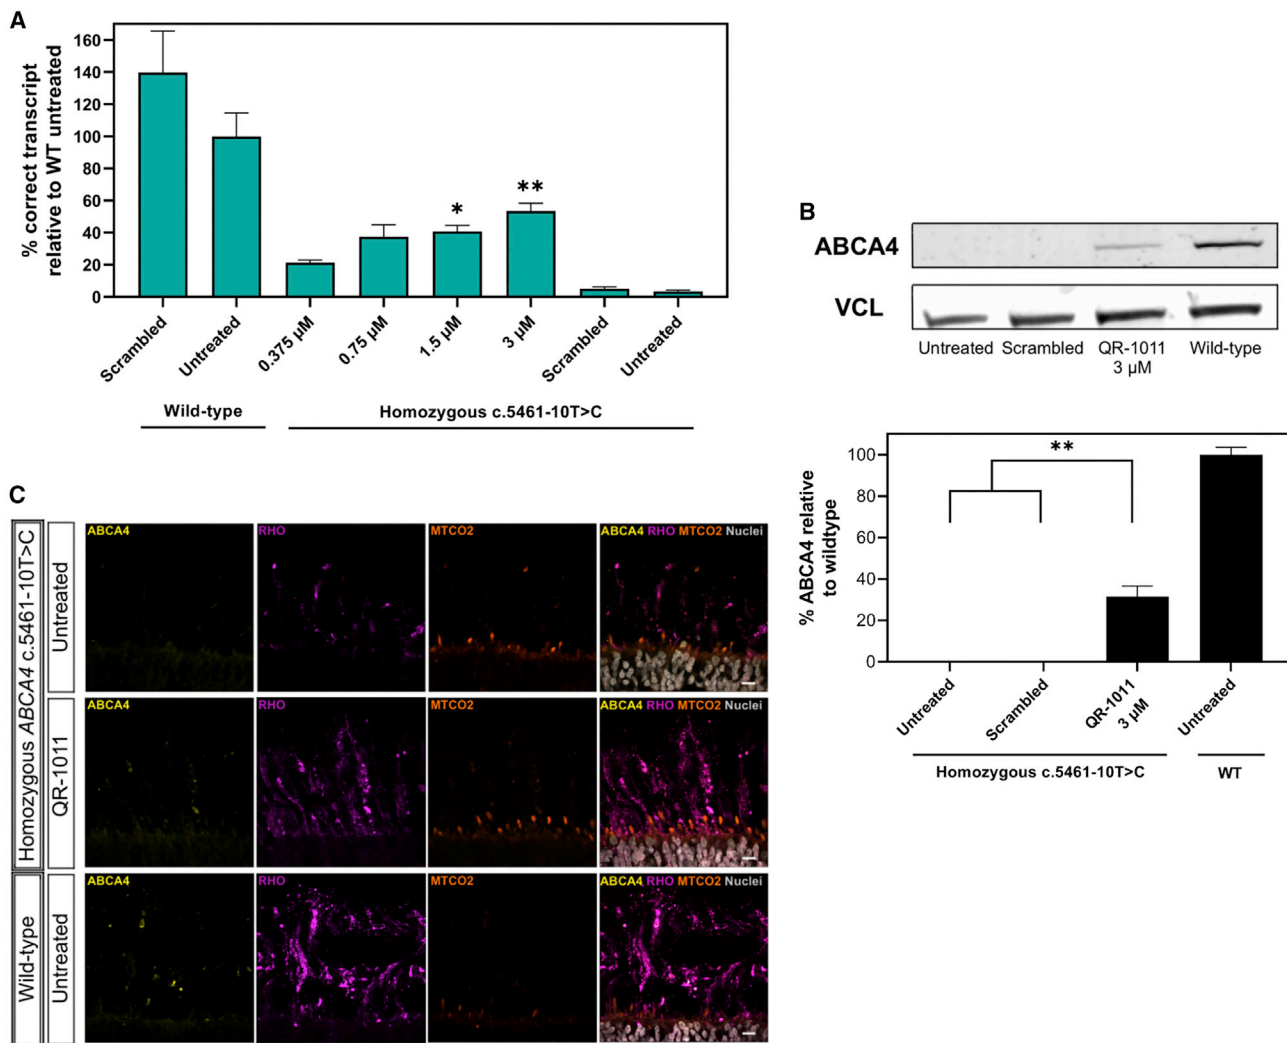 A
% correct transcript
relative to WT untreated
160
140
120
100
80
60
40
20
0
*
**
Scrambled
Untreated
0.375 µM
0.75 µM
1.5 µM
3 µM
Scrambled
Untreated
Wild-type
Homozygous c.5461-10T>C
B
ABCA4
VCL
Untreated
Scrambled
QR-1011
3 µM
Wild-type
% ABCA4 relative
to wildtype
100
80
60
40
20
0
**
Untreated
Scrambled
QR-1011
3 µM
Untreated
Homozygous c.5461-10T>C
WT
C
Homozygous ABCA4 c.5461-10T>C
Untreated
ABCA4
RHO
MTCO2
ABCA4 RHO MTCO2 Nuclei
QR-1011
ABCA4
RHO
MTCO2
ABCA4 RHO MTCO2 Nuclei
Wild-type
Untreated
ABCA4
RHO
MTCO2
ABCA4 RHO MTCO2 Nuclei